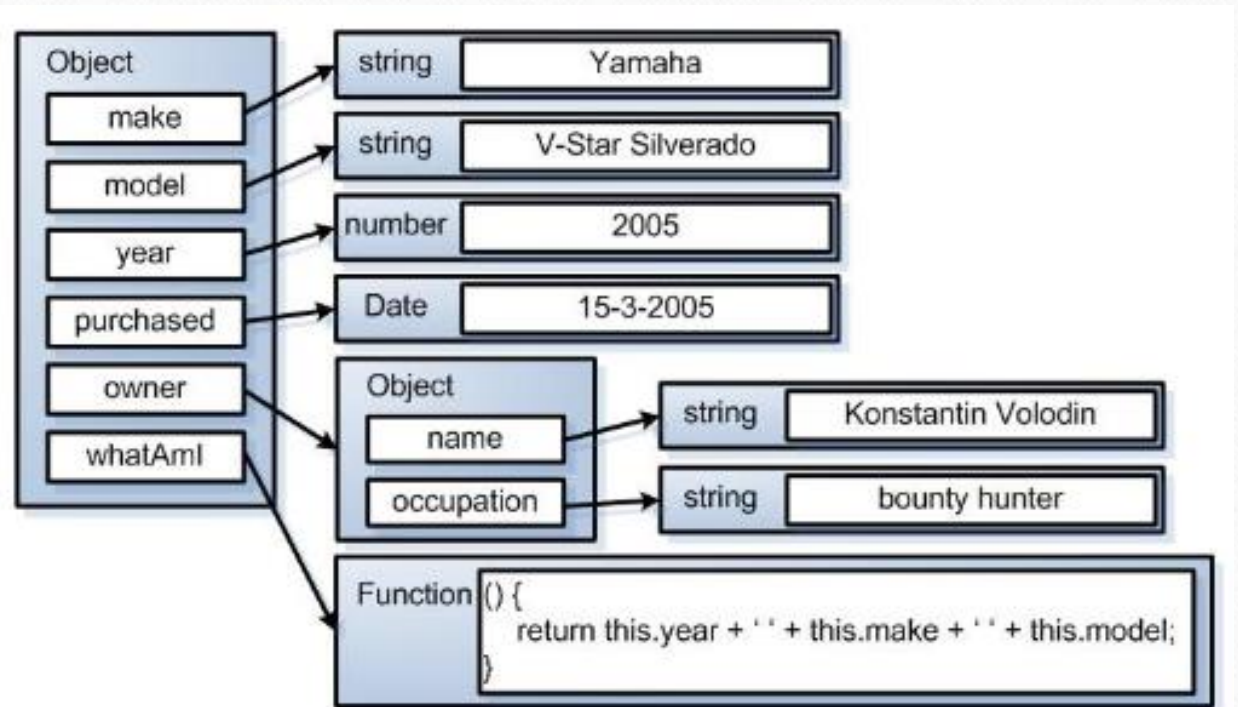 Object
make
model
year
purchased
owner
whatAmI
string Yamaha
string V-Star Silverado
number 2005
Date 15-3-2005
Object
name
occupation
string Konstantin Volodin
string bounty hunter
Function () {
return this.year + ' ' + this.make + ' ' + this.model;
}